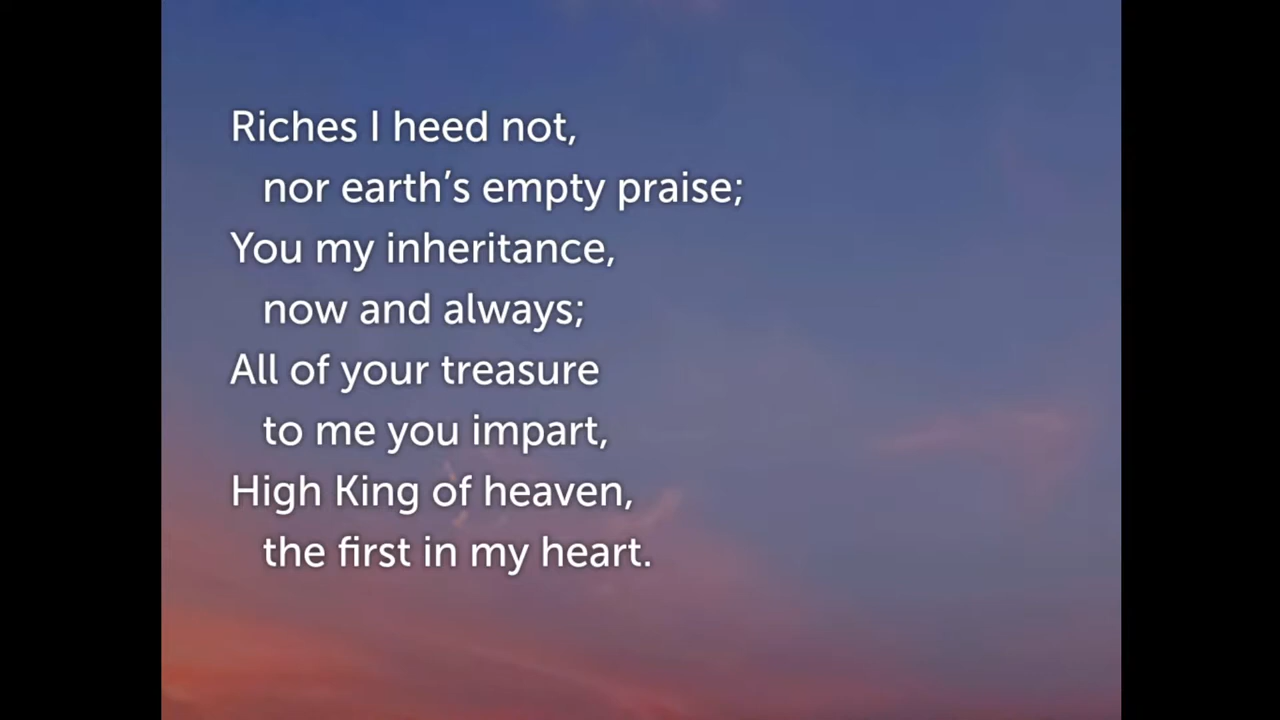 Riches I heed not,
nor earth’s empty praise;
You my inheritance,
now and always;
All of your treasure
to me you impart,
High King of heaven,
the first in my heart.